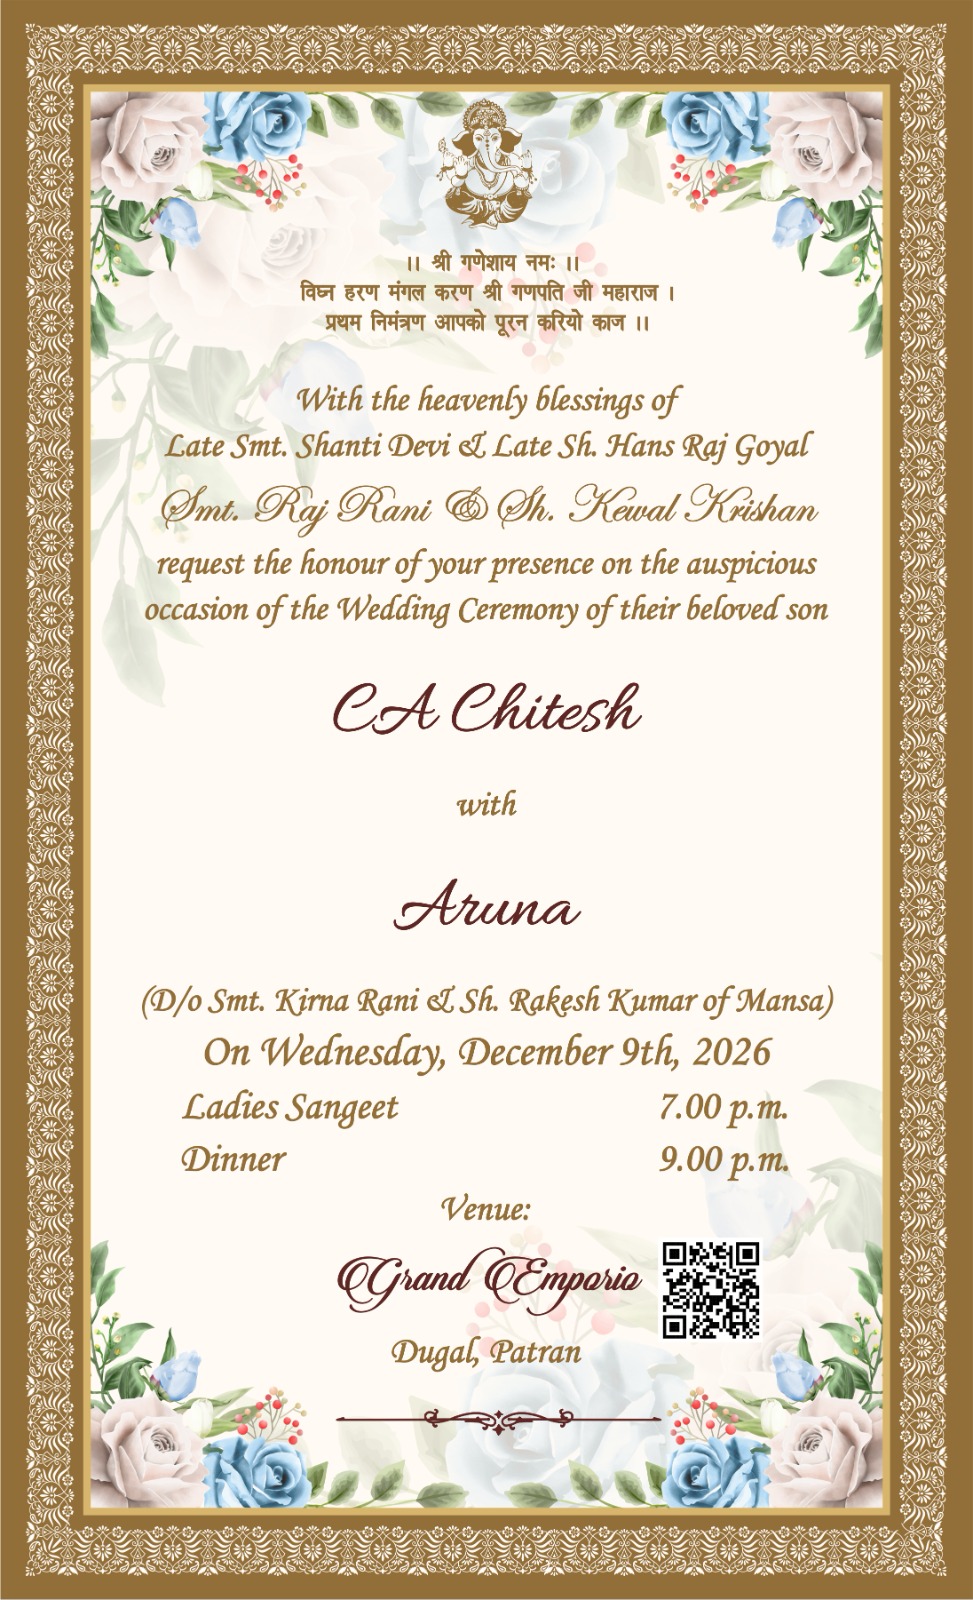 ।। श्री गणेशाय नमः ।।
विघ्न हरण मंगल करण श्री गणपति जी महाराज ।
प्रथम निमंत्रण आपको पूरन करियो काज ।।
With the heavenly blessings of
Late Smt. Shanti Devi & Late Sh. Hans Raj Goyal
Smt. Raj Rani & Sh. Kewal Krishan
request the honour of your presence on the auspicious
occasion of the Wedding Ceremony of their beloved son
CA Chitesh
with
Aruna
(D/o Smt. Kirna Rani & Sh. Rakesh Kumar of Mansa)
On Wednesday, December 9th, 2026
Ladies Sangeet 7.00 p.m.
Dinner 9.00 p.m.
Venue:
Grand Emporio
Dugal, Patran